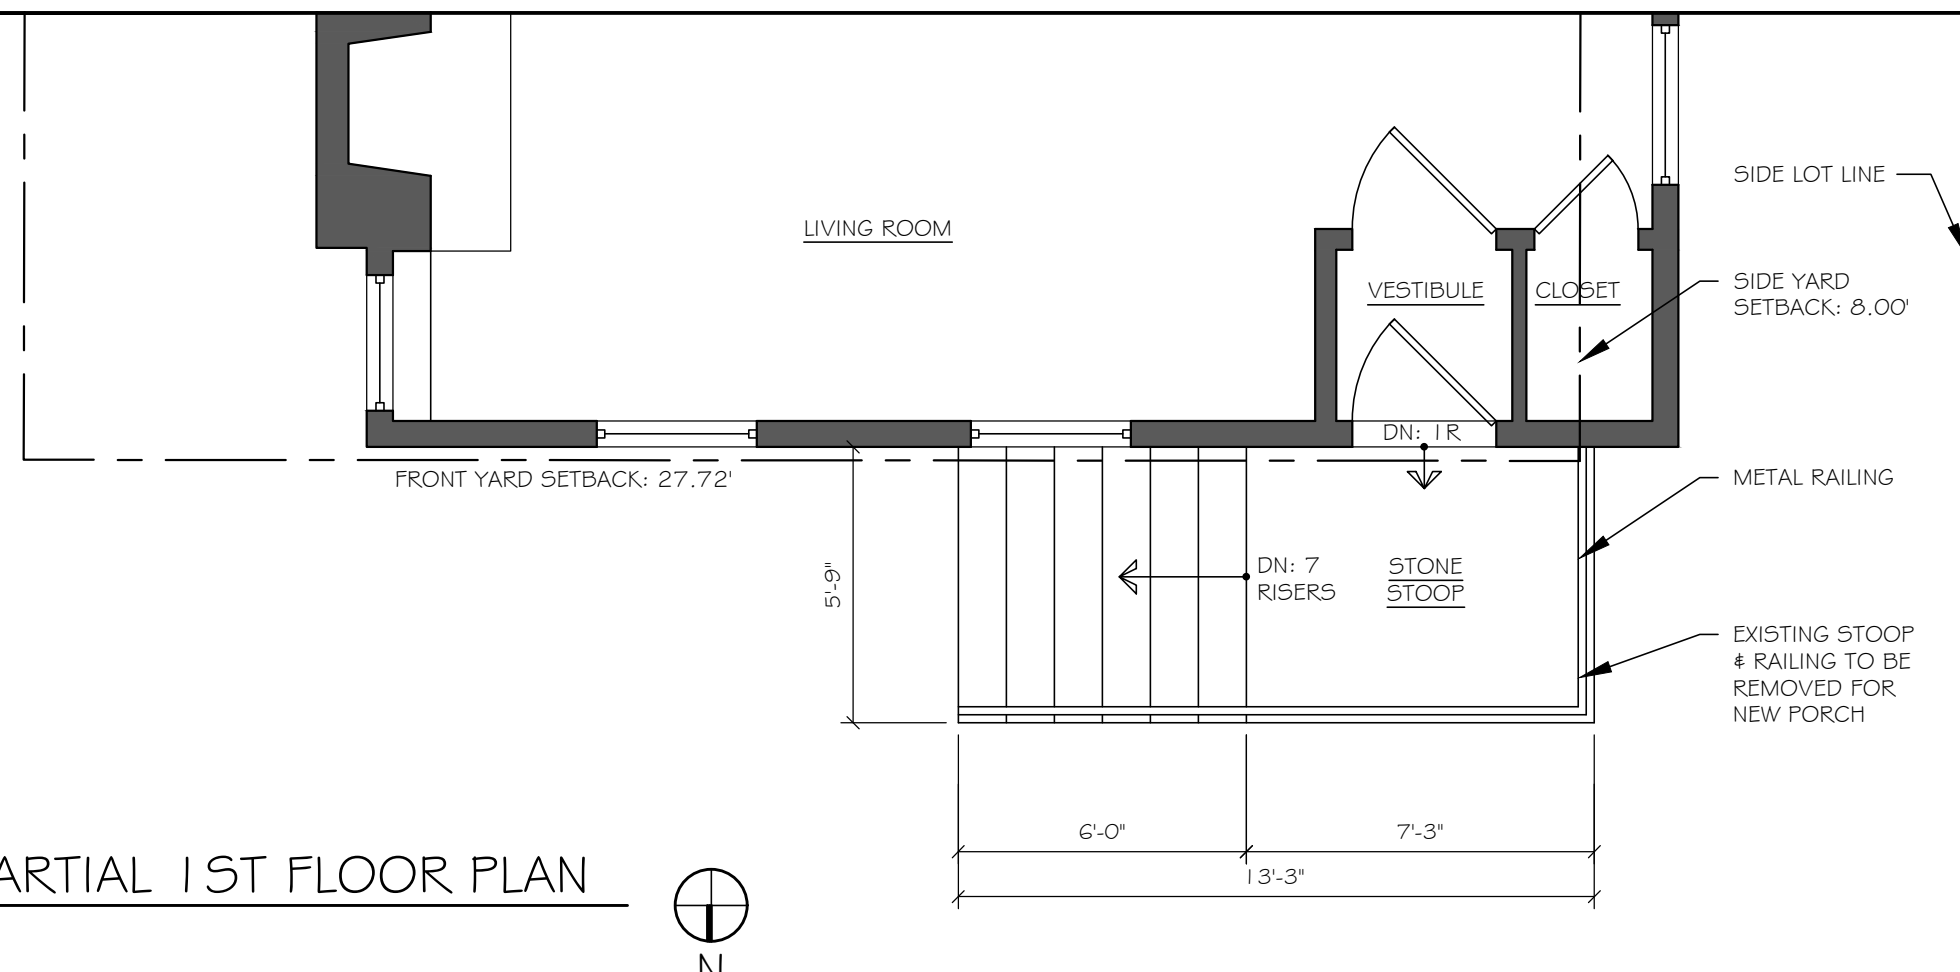 SIDE LOT LINE
LIVING ROOM
VESTIBULE
CLOSET
SIDE YARD
SETBACK: 8.00'
DN: 1R
FRONT YARD SETBACK: 27.72'
METAL RAILING
5'-9"
DN: 7
RISERS
STONE
STOOP
EXISTING STOOP
& RAILING TO BE
REMOVED FOR
NEW PORCH
6'-0"
7'-3"
13'-3"
ARTIAL 1ST FLOOR PLAN
N